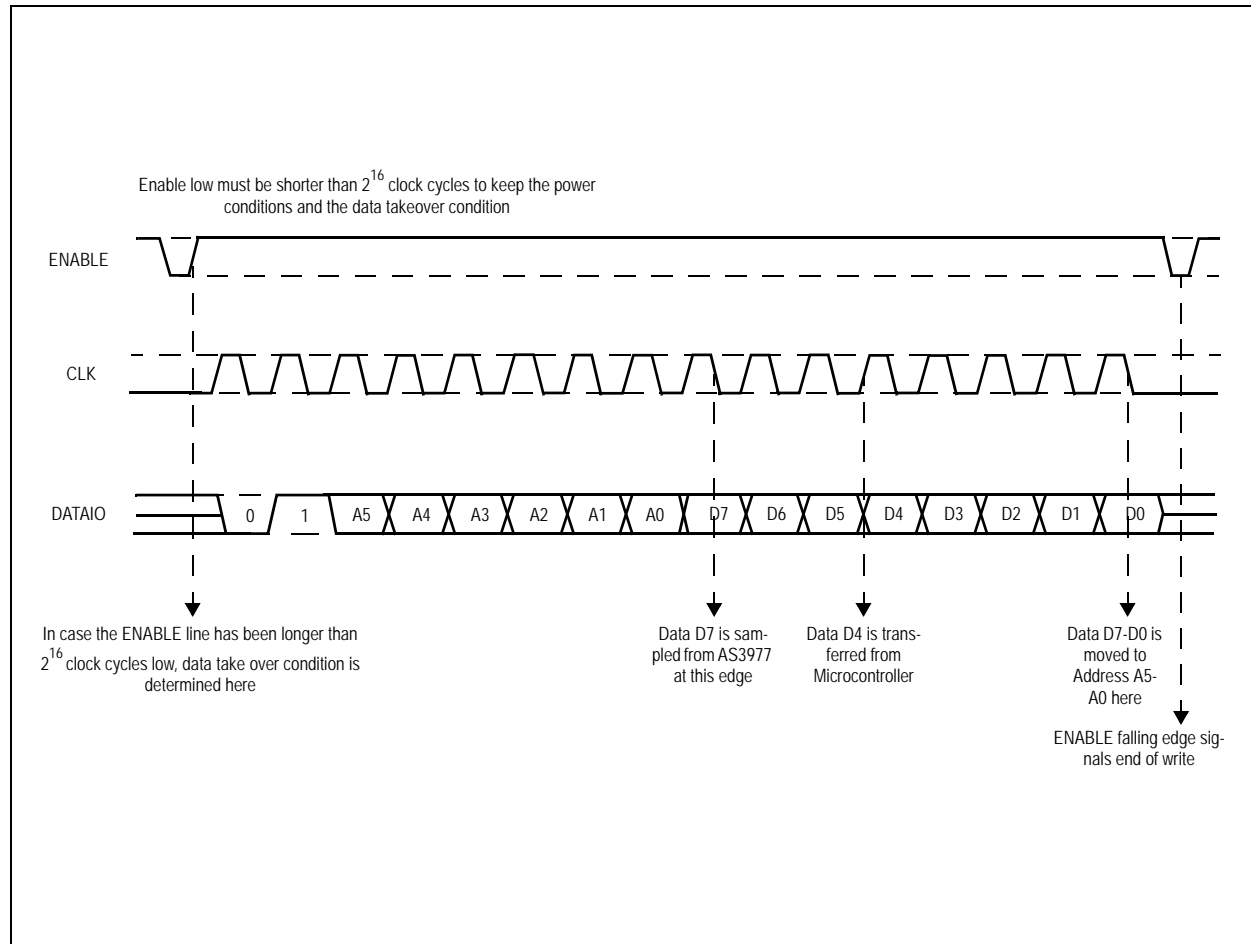 Enable low must be shorter than 2^16 clock cycles to keep the power
conditions and the data takeover condition
ENABLE
CLK
DATAIO
0 1 A5 A4 A3 A2 A1 A0 D7 D6 D5 D4 D3 D2 D1 D0
In case the ENABLE line has been longer than
2^16 clock cycles low, data take over condition is
determined here
Data D7 is sam-
pled from AS3977
at this edge
Data D4 is trans-
ferred from
Microcontroller
Data D7-D0 is
moved to
Address A5-
A0 here
ENABLE falling edge sig-
nals end of write